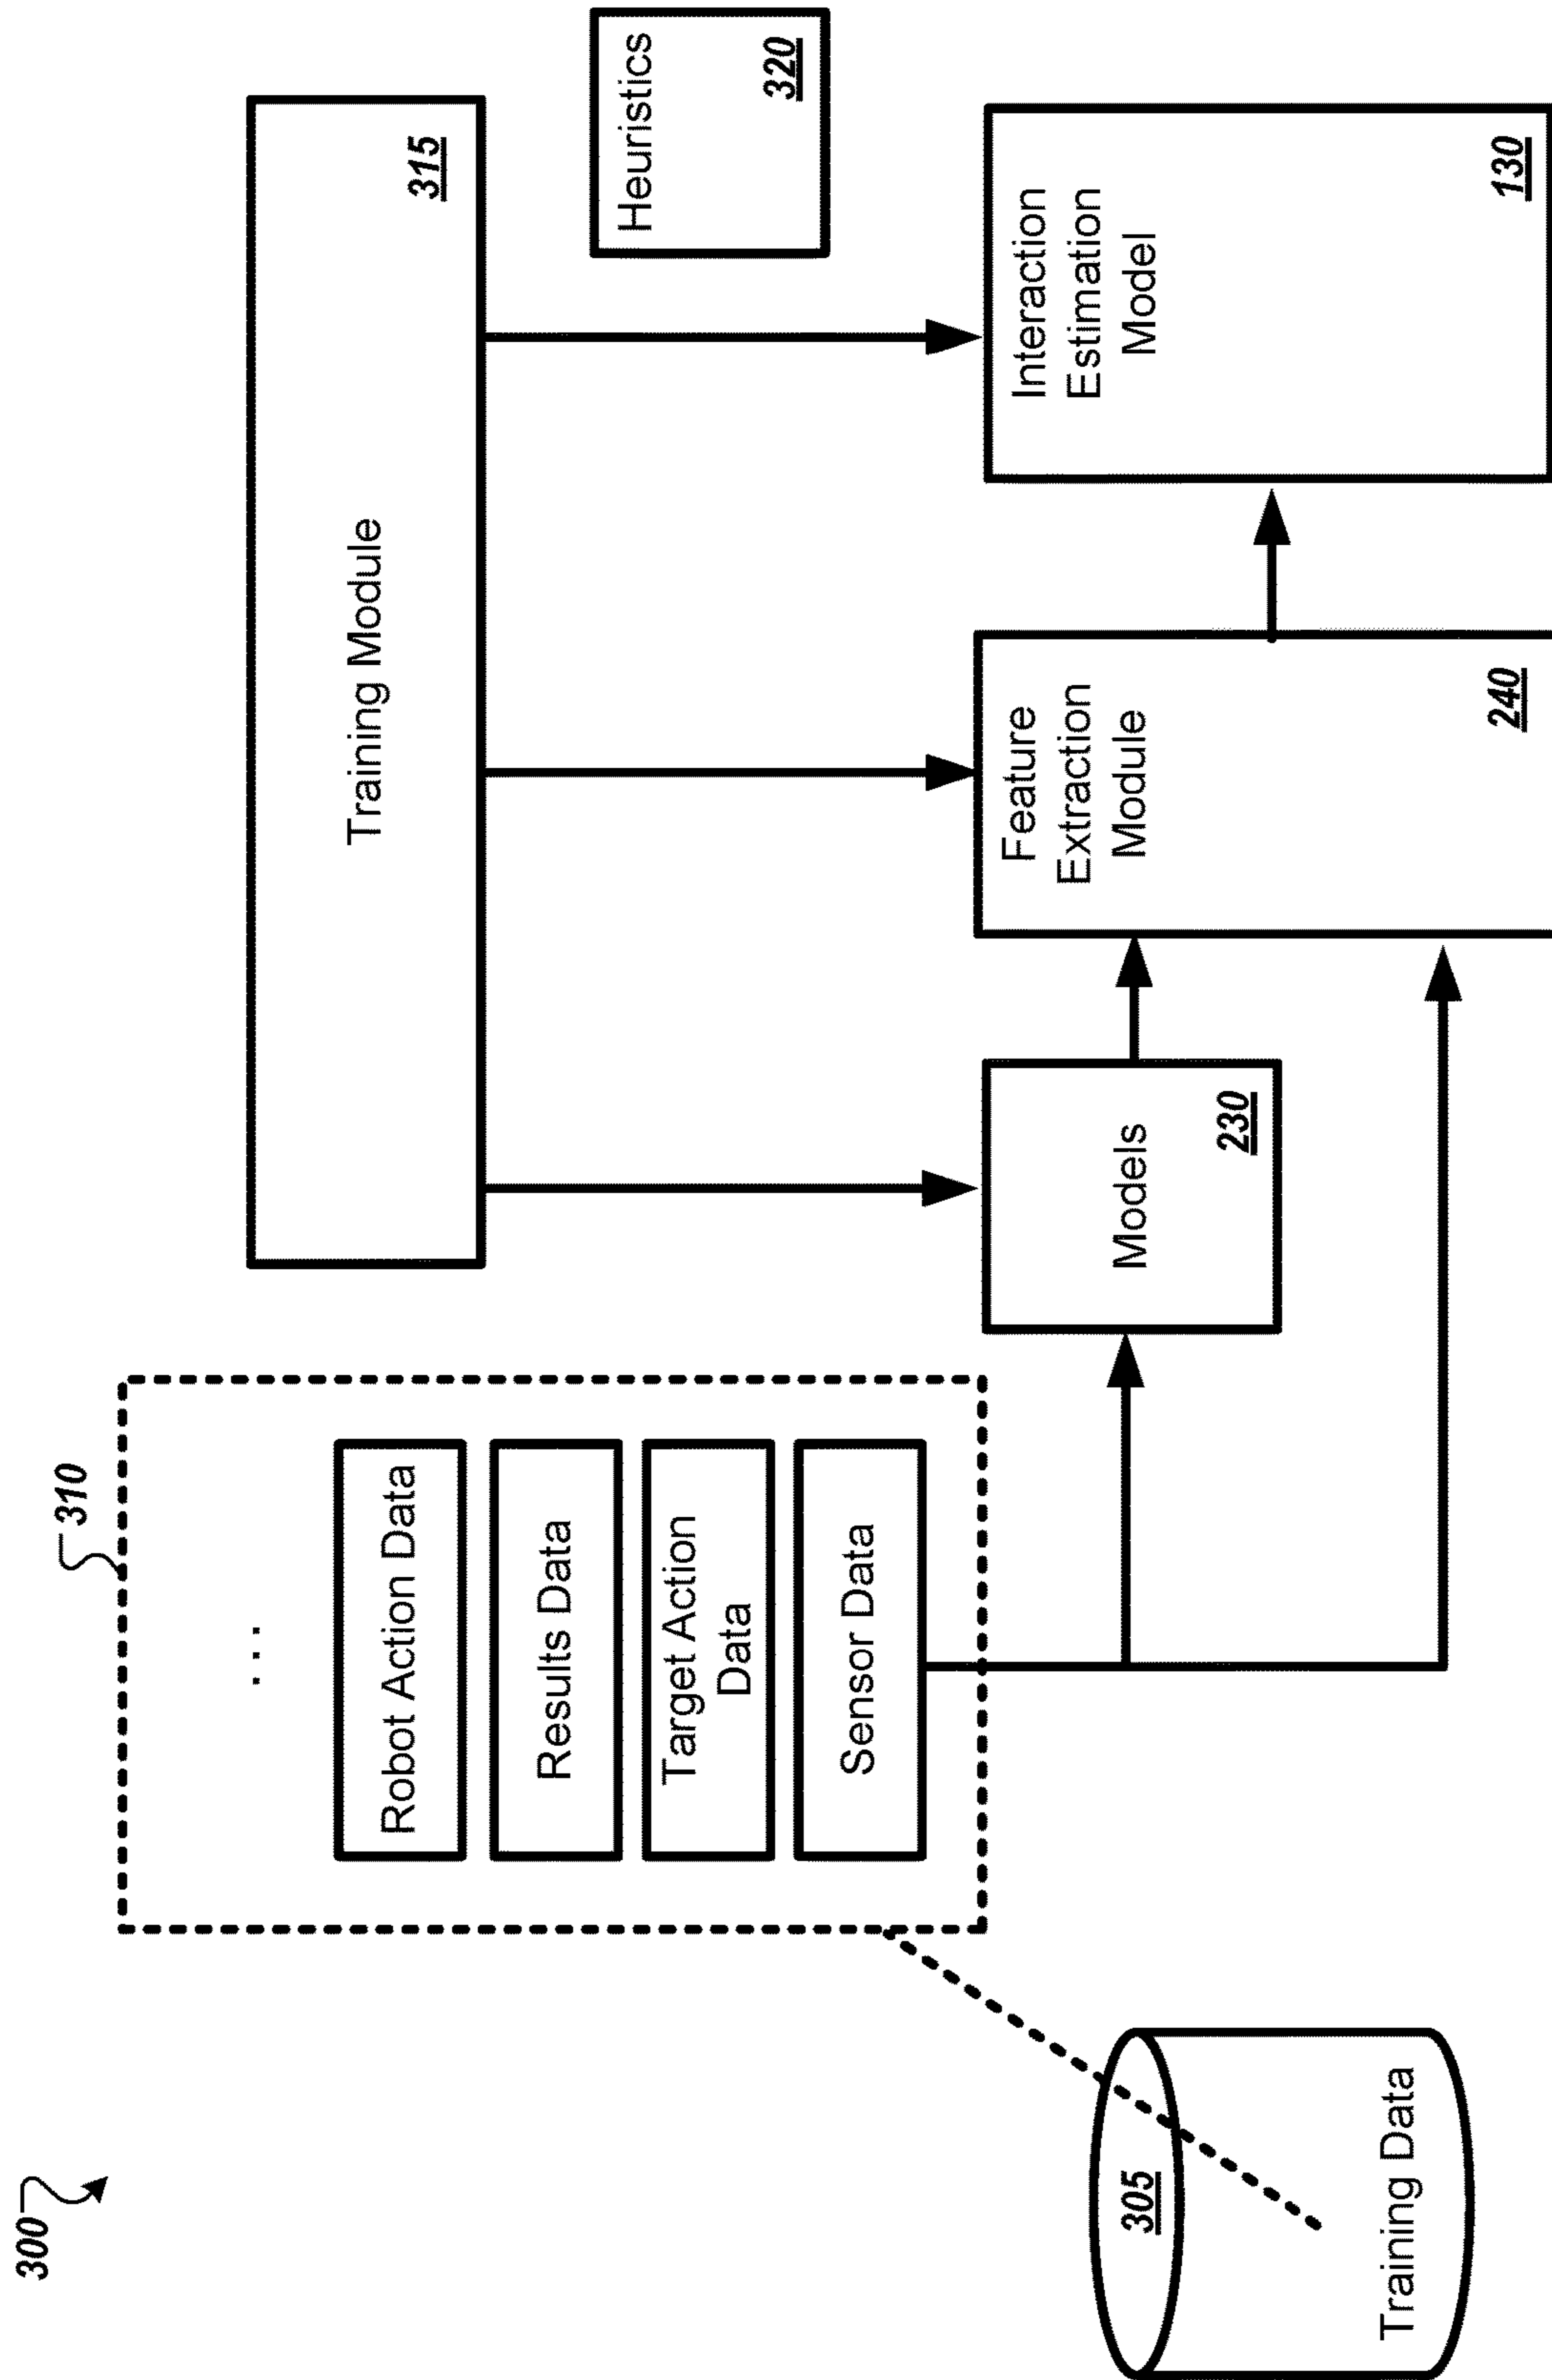 300
310
...
Robot Action Data
Results Data
Target Action
Data
Sensor Data
305
Training Data
Training Module
315
Heuristics
320
Models
230
Feature
Extraction
Module
240
Interaction
Estimation
Model
130